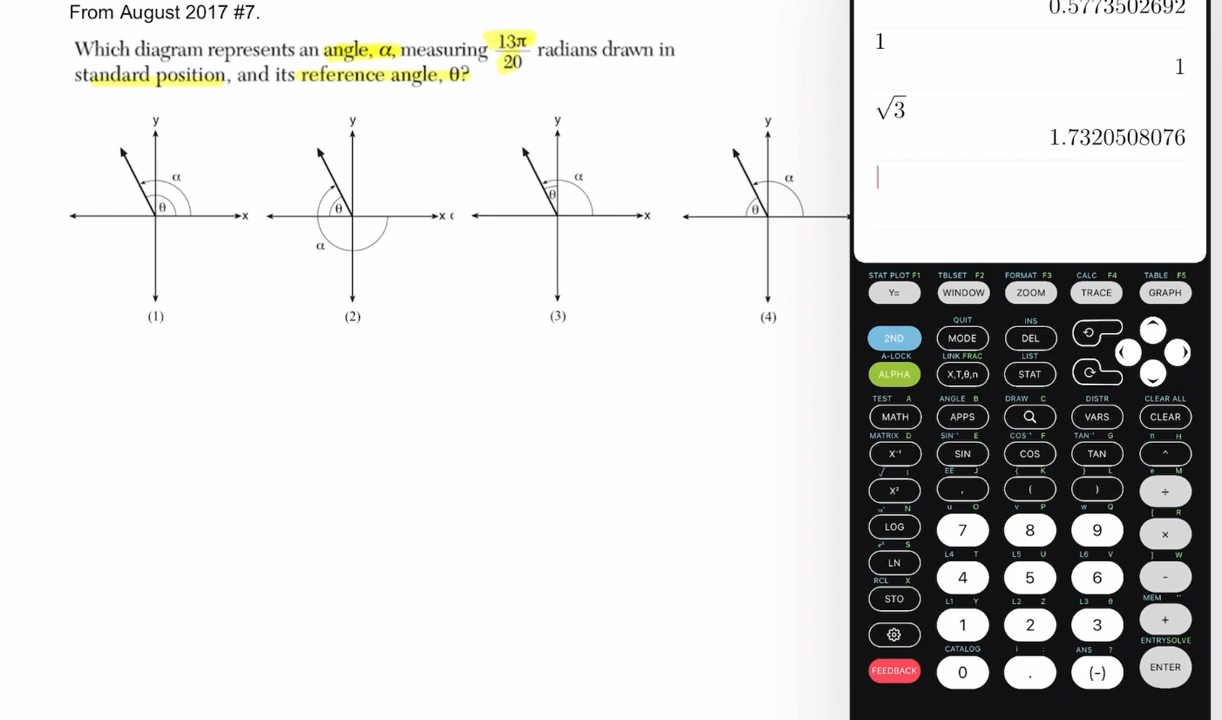 From August 2017 #7.
Which diagram represents an angle, α, measuring 13π/20 radians drawn in
standard position, and its reference angle, θ?
y y y y
α α α α
θ θ θ θ
x x ( x
(1) (2) (3) (4)
0.5773502692
1
1
√3
1.7320508076
STAT PLOT F1 TBLSET F2 FORMAT F3 CALC F4 TABLE F5
Y= WINDOW ZOOM TRACE GRAPH
QUIT INS
2ND MODE DEL
A-LOCK LINK FRAC LIST
ALPHA X,T,θ,n STAT
TEST A ANGLE B DRAW C DISTR CLEAR ALL
MATH APPS VARS CLEAR
MATRIX D SIN⁻¹ E COS⁻¹ F TAN⁻¹ G π H
X⁻¹ SIN COS TAN ^
√ I EE J { K } L e M
X² , ( ) ÷
10ˣ N u O v P w Q [ R
LOG 7 8 9 ×
eˣ S L4 T L5 U L6 V ] W
LN 4 5 6 -
RCL X L1 Y L2 Z L3 θ MEM "
STO 1 2 3 +
CATALOG i : ANS ? ENTRY SOLVE
FEEDBACK 0 . (-) ENTER